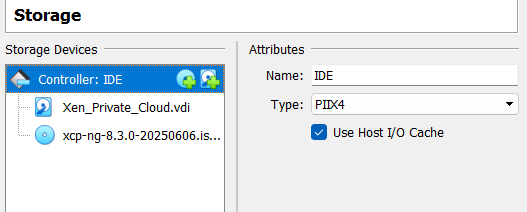 Storage
Storage Devices
Controller: IDE
Xen_Private_Cloud.vdi
xcp-ng-8.3.0-20250606.is...
Attributes
Name: IDE
Type: PIIX4
Use Host I/O Cache